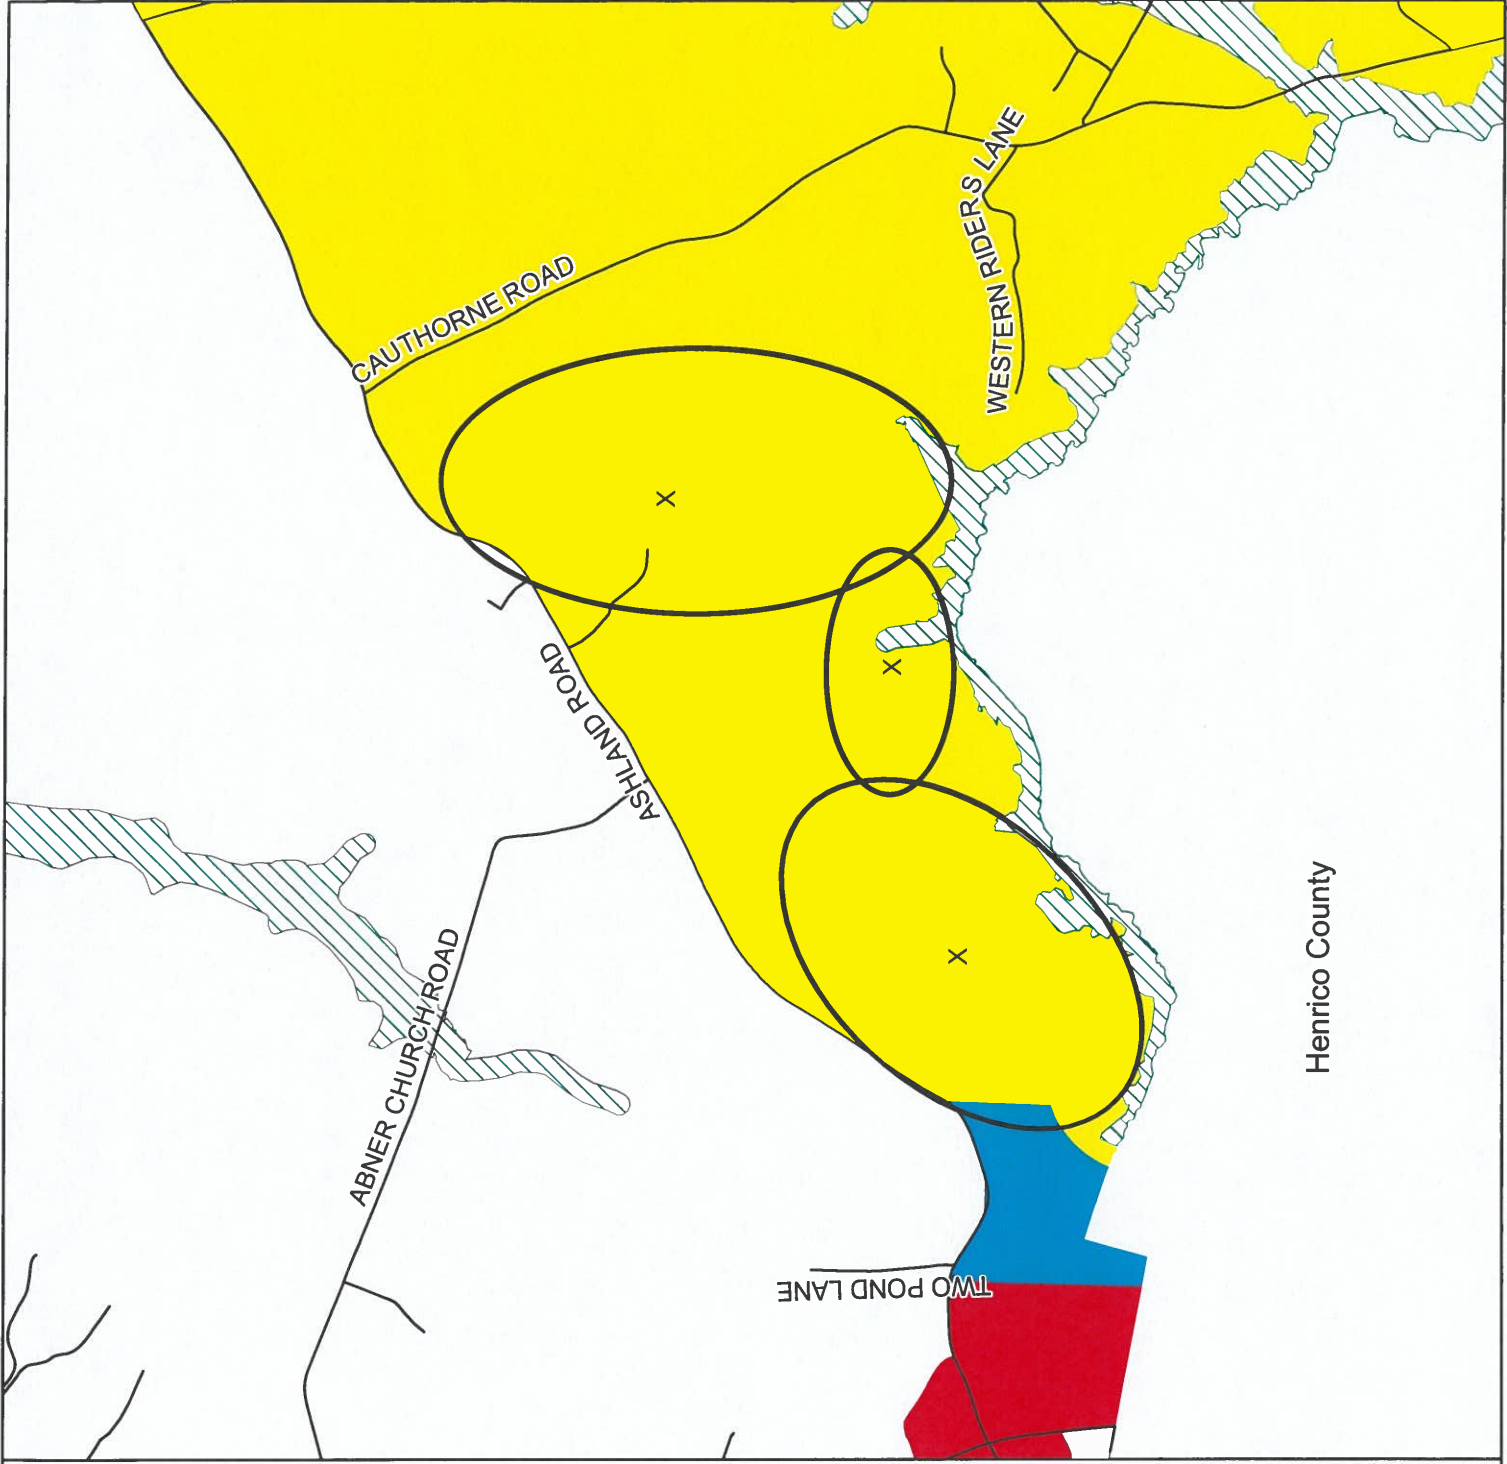 CAUTHORNE ROAD
WESTERN RIDERS LANE
X
ASHLAND ROAD
X
ABNER CHURCH ROAD
X
Henrico County
TWO POND LANE